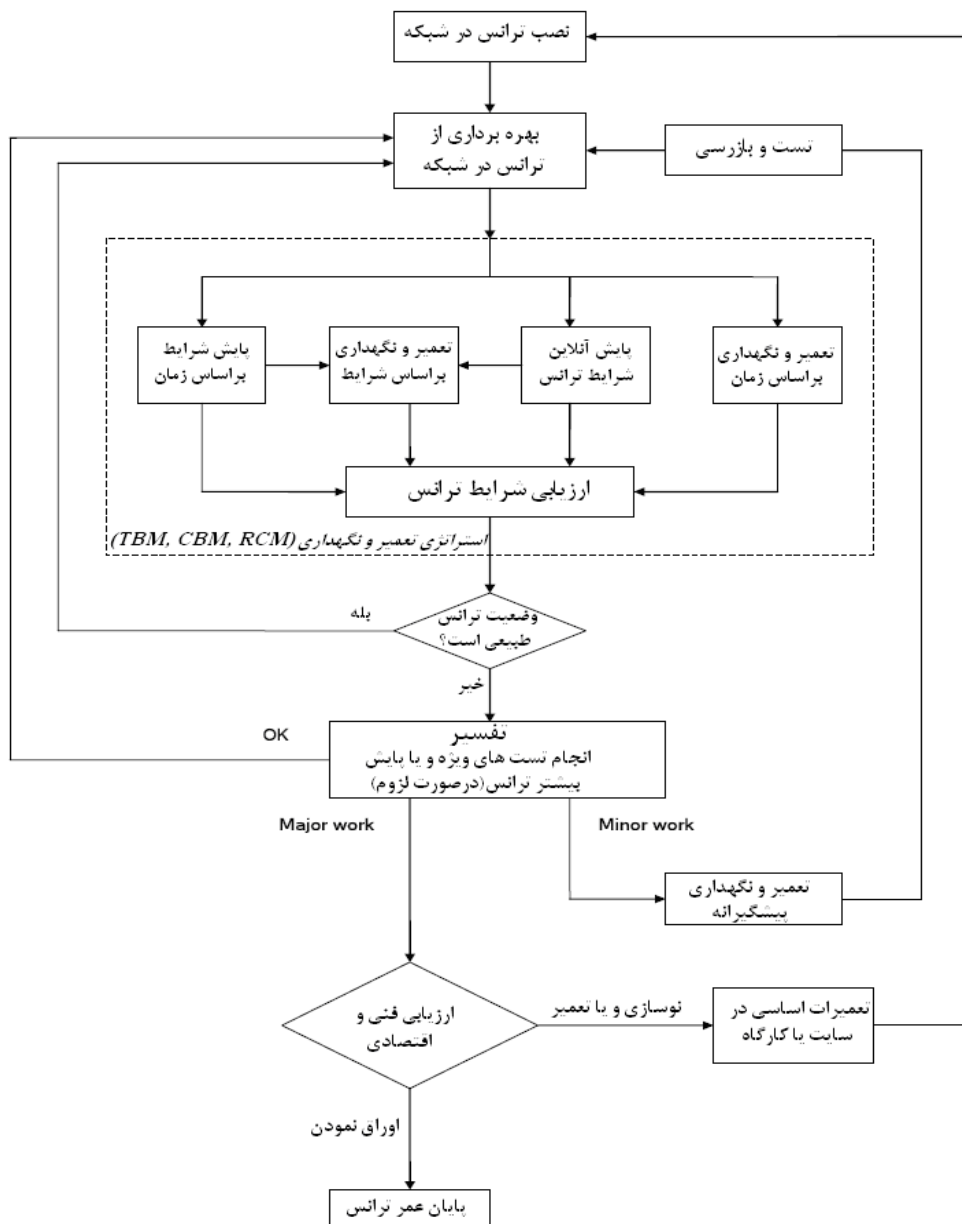 نصب ترانس در شبکه
بهره برداری از
ترانس در شبکه
تست و بازرسی
تعمیر و نگهداری
براساس زمان
پایش آنلاین
شرایط ترانس
تعمیر و نگهداری
براساس شرایط
پایش شرایط
براساس زمان
ارزیابی شرایط ترانس
استراتژی تعمیر و نگهداری (TBM, CBM, RCM)
وضعیت ترانس
طبیعی است؟
بله
خیر
تفسیر
انجام تست های ویژه و یا پایش
بیشتر ترانس(درصورت لزوم)
OK
Major work
Minor work
تعمیر و نگهداری
پیشگیرانه
ارزیابی فنی و
اقتصادی
نوسازی و یا تعمیر
تعمیرات اساسی در
سایت یا کارگاه
اوراق نمودن
پایان عمر ترانس